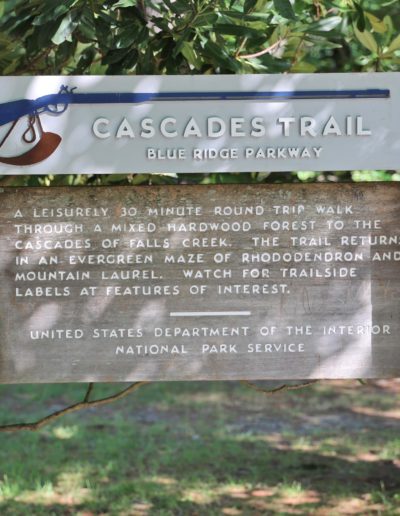 CASCADES TRAIL
BLUE RIDGE PARKWAY
A LEISURELY 30 MINUTE ROUND TRIP WALK
THROUGH A MIXED HARDWOOD FOREST TO THE
CASCADES OF FALLS CREEK. THE TRAIL RETURNS
IN AN EVERGREEN MAZE OF RHODODENDRON AND
MOUNTAIN LAUREL. WATCH FOR TRAILSIDE
LABELS AT FEATURES OF INTEREST.
UNITED STATES DEPARTMENT OF THE INTERIOR
NATIONAL PARK SERVICE